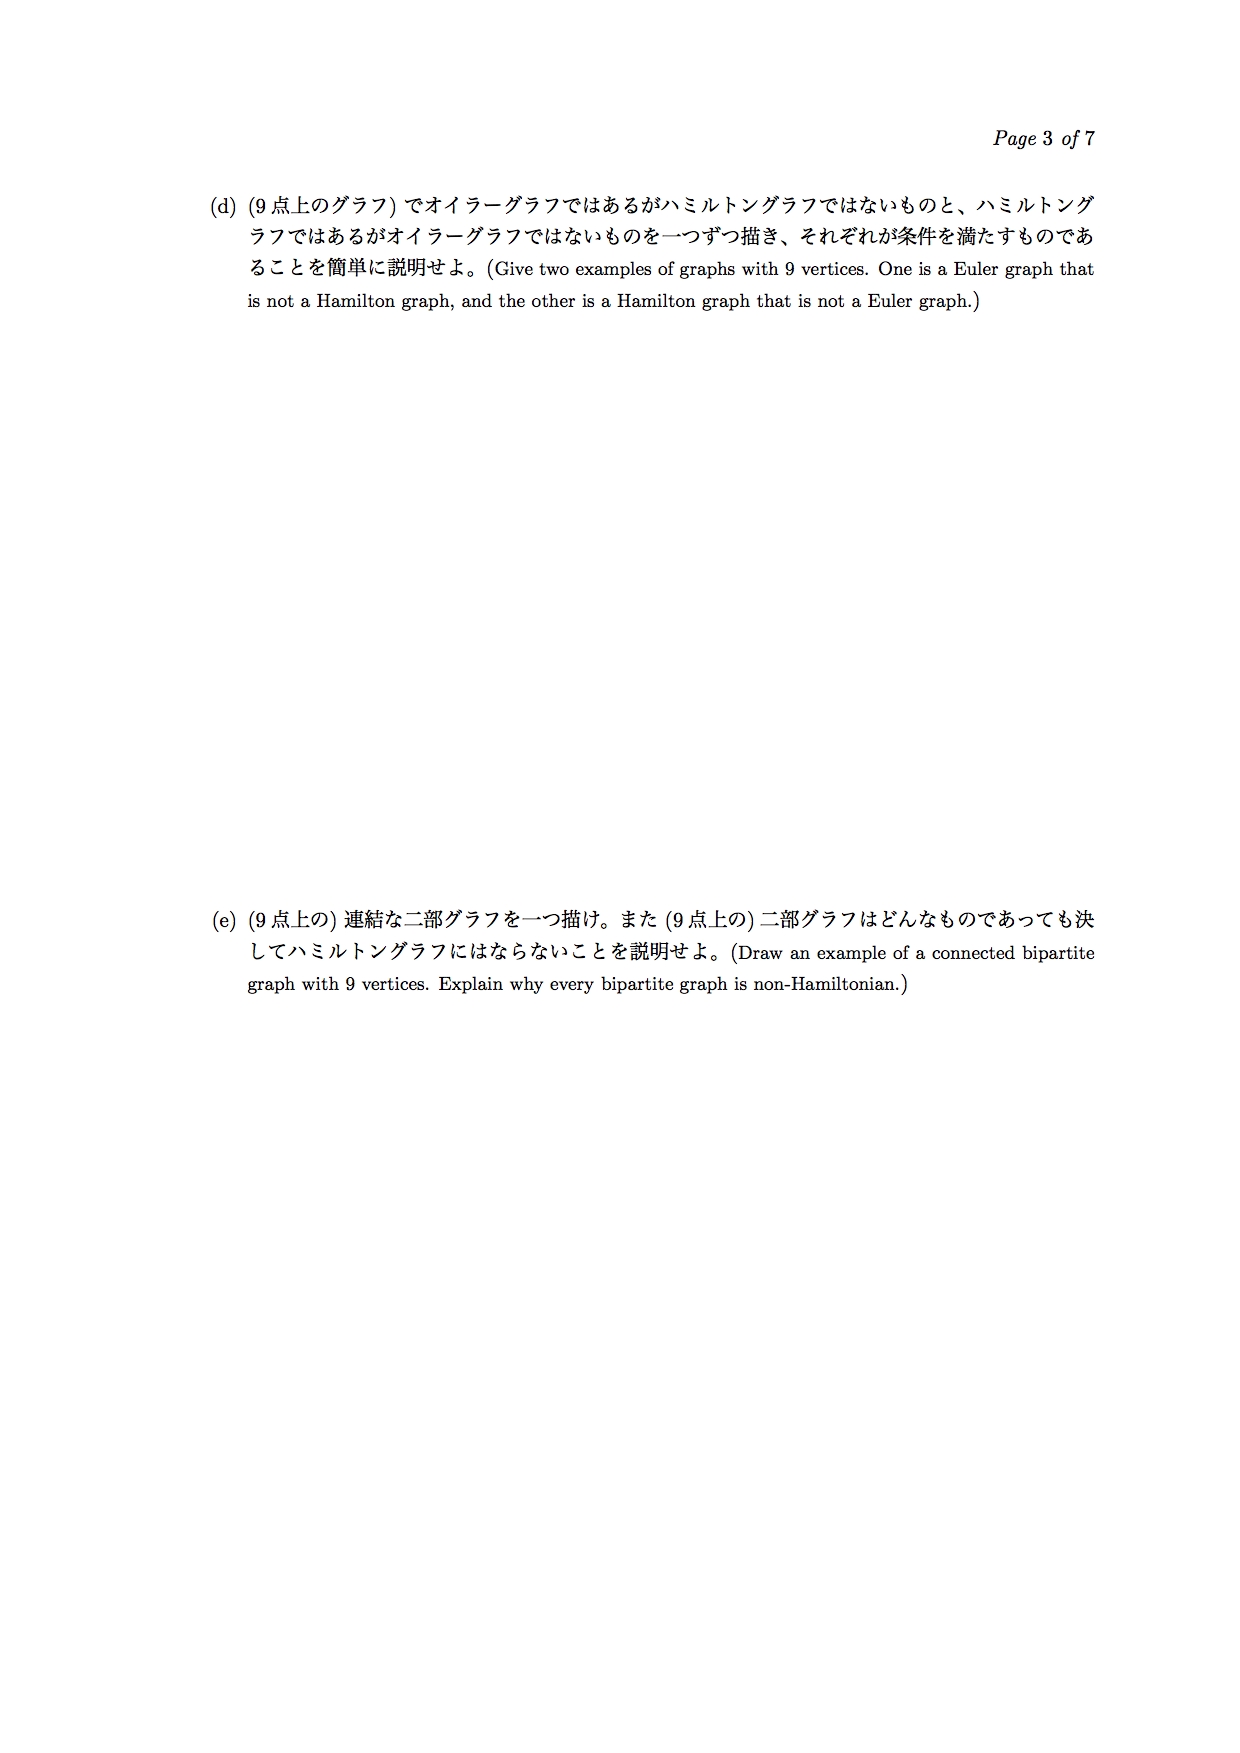 Page 3 of 7
(d) (9 点上のグラフ) でオイラーグラフではあるがハミルトングラフではないものと、ハミルトング
ラフではあるがオイラーグラフではないものを一つずつ描き、それぞれが条件を満たすものであ
ることを簡単に説明せよ。(Give two examples of graphs with 9 vertices. One is a Euler graph that
is not a Hamilton graph, and the other is a Hamilton graph that is not a Euler graph.)
(e) (9 点上の) 連結な二部グラフを一つ描け。また (9 点上の) 二部グラフはどんなものであっても決
してハミルトングラフにはならないことを説明せよ。(Draw an example of a connected bipartite
graph with 9 vertices. Explain why every bipartite graph is non-Hamiltonian.)